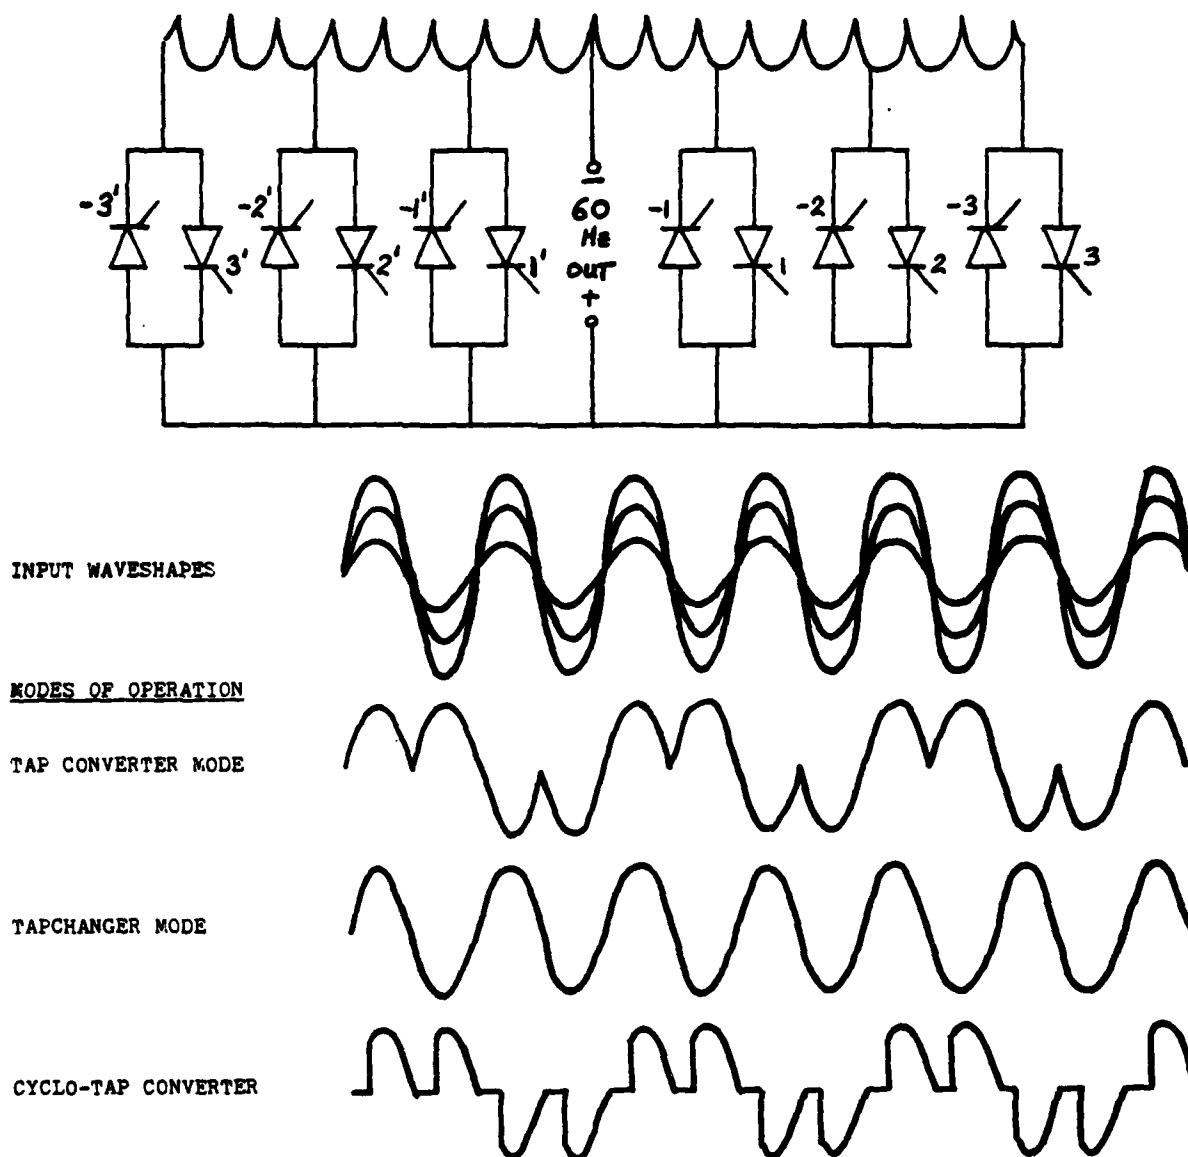 -3'
3'
-2'
2'
-1'
1'
-
60
Hz
OUT
+
-1
1
-2
2
-3
3
INPUT WAVESHAPES
MODES OF OPERATION
TAP CONVERTER MODE
TAPCHANGER MODE
CYCLO-TAP CONVERTER